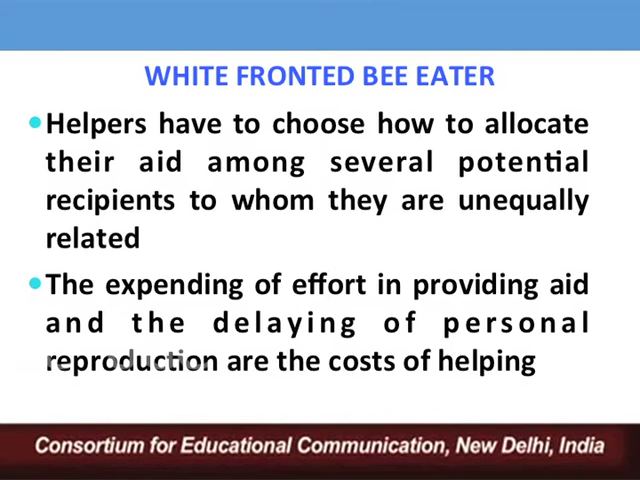 WHITE FRONTED BEE EATER
•Helpers have to choose how to allocate
their aid among several potential
recipients to whom they are unequally
related
•The expending of effort in providing aid
and the delaying of personal
reproduction are the costs of helping
Consortium for Educational Communication, New Delhi, India